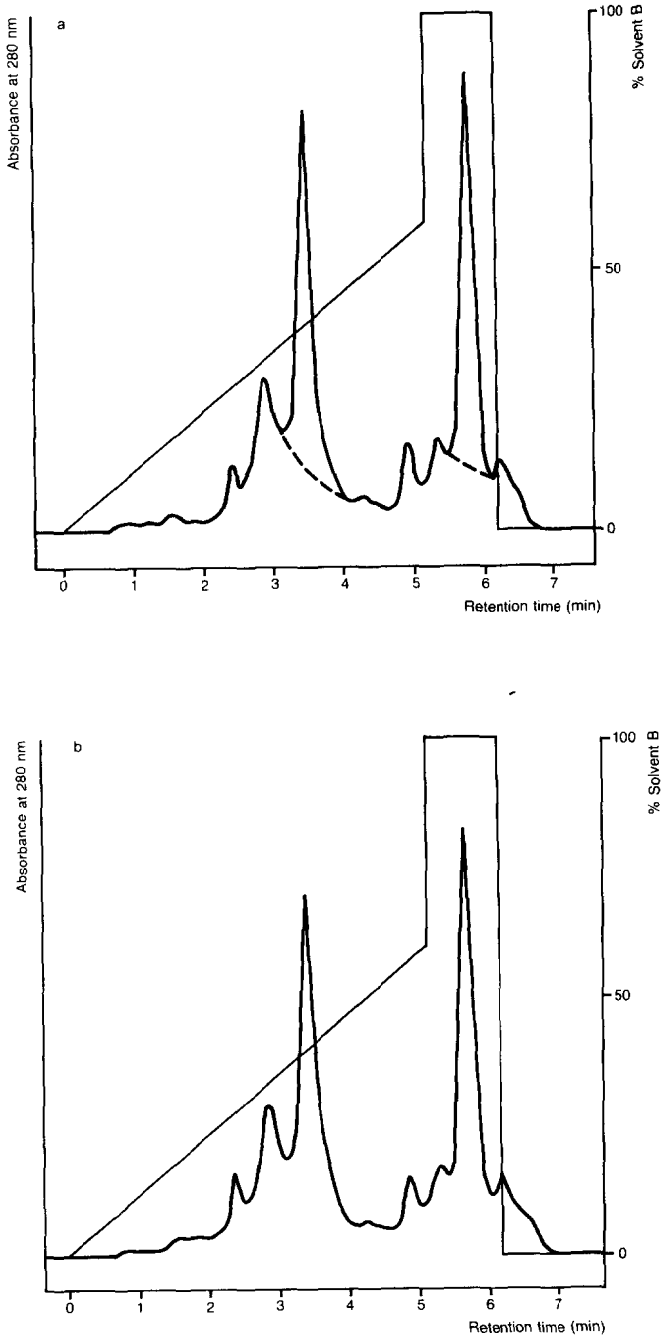 a
Absorbance at 280 nm
% Solvent B
100
50
0
0 1 2 3 4 5 6 7
Retention time (min)
b
Absorbance at 280 nm
% Solvent B
100
50
0
0 1 2 3 4 5 6 7
Retention time (min)